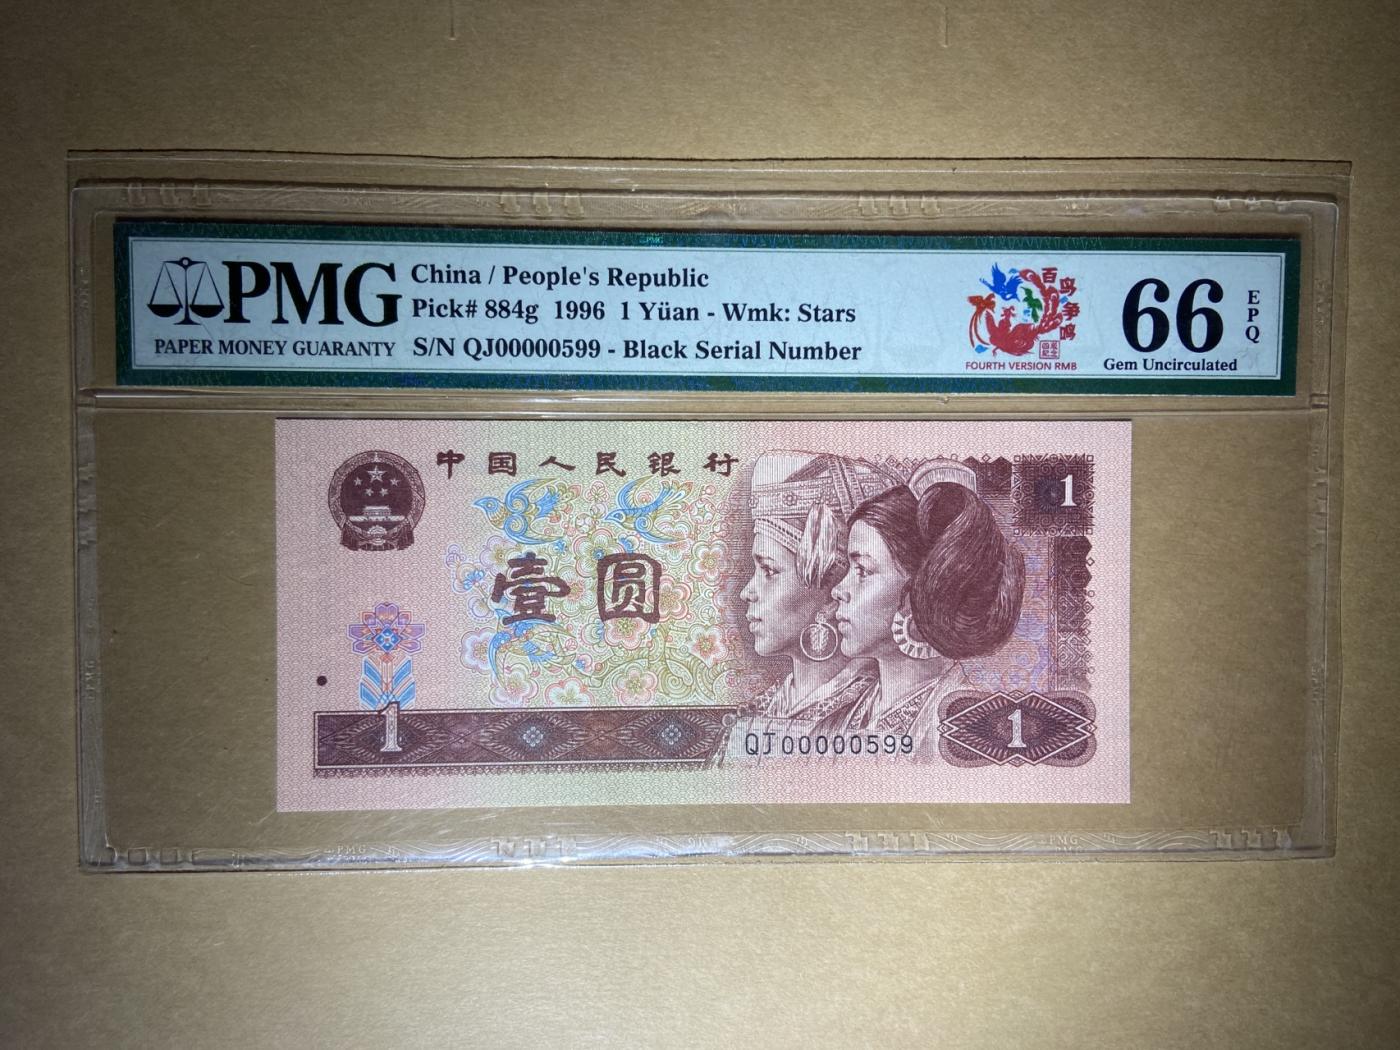 PMG
PAPER MONEY GUARANTY
China / People's Republic
Pick# 884g 1996 1 Yüan - Wmk: Stars
S/N QJ00000599 - Black Serial Number
百鸟争鸣
FOURTH VERSION RMB
66
EPQ
Gem Uncirculated
中国人民银行
1
壹圆
1
QJ00000599
1